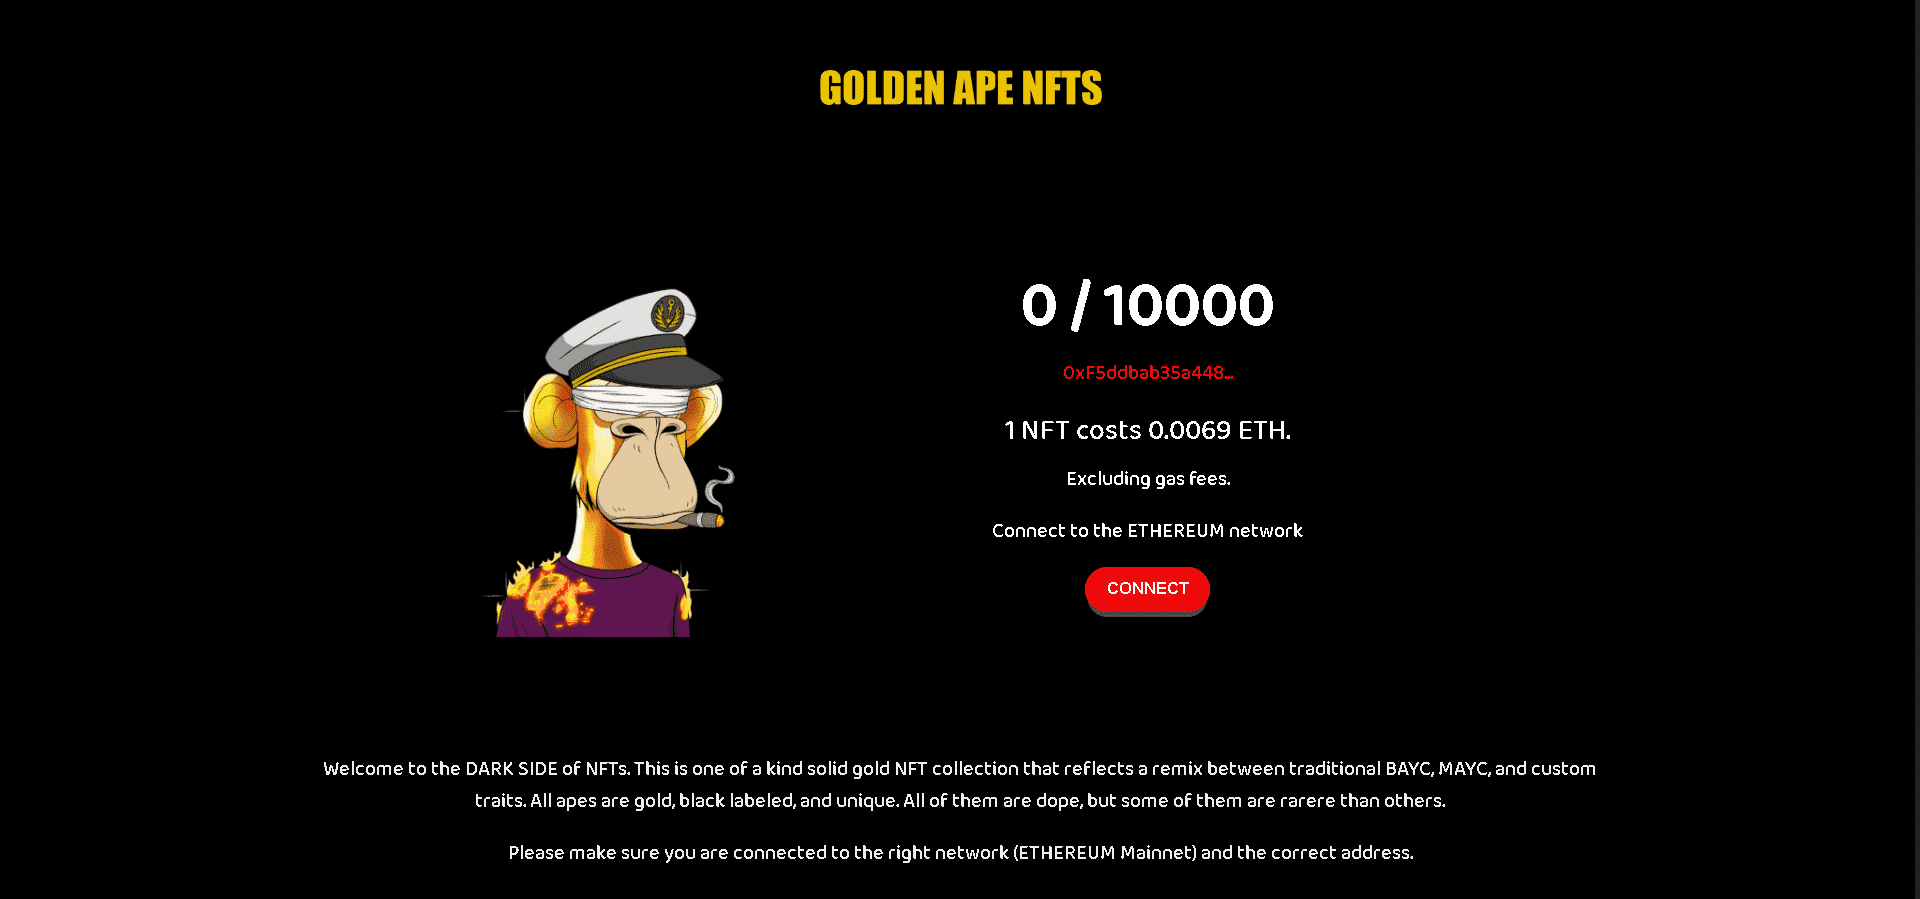 GOLDEN APE NFTS
0 / 10000
0xF5ddbab35a448...
1 NFT costs 0.0069 ETH.
Excluding gas fees.
Connect to the ETHEREUM network
CONNECT
Welcome to the DARK SIDE of NFTs. This is one of a kind solid gold NFT collection that reflects a remix between traditional BAYC, MAYC, and custom
traits. All apes are gold, black labeled, and unique. All of them are dope, but some of them are rarere than others.
Please make sure you are connected to the right network (ETHEREUM Mainnet) and the correct address.